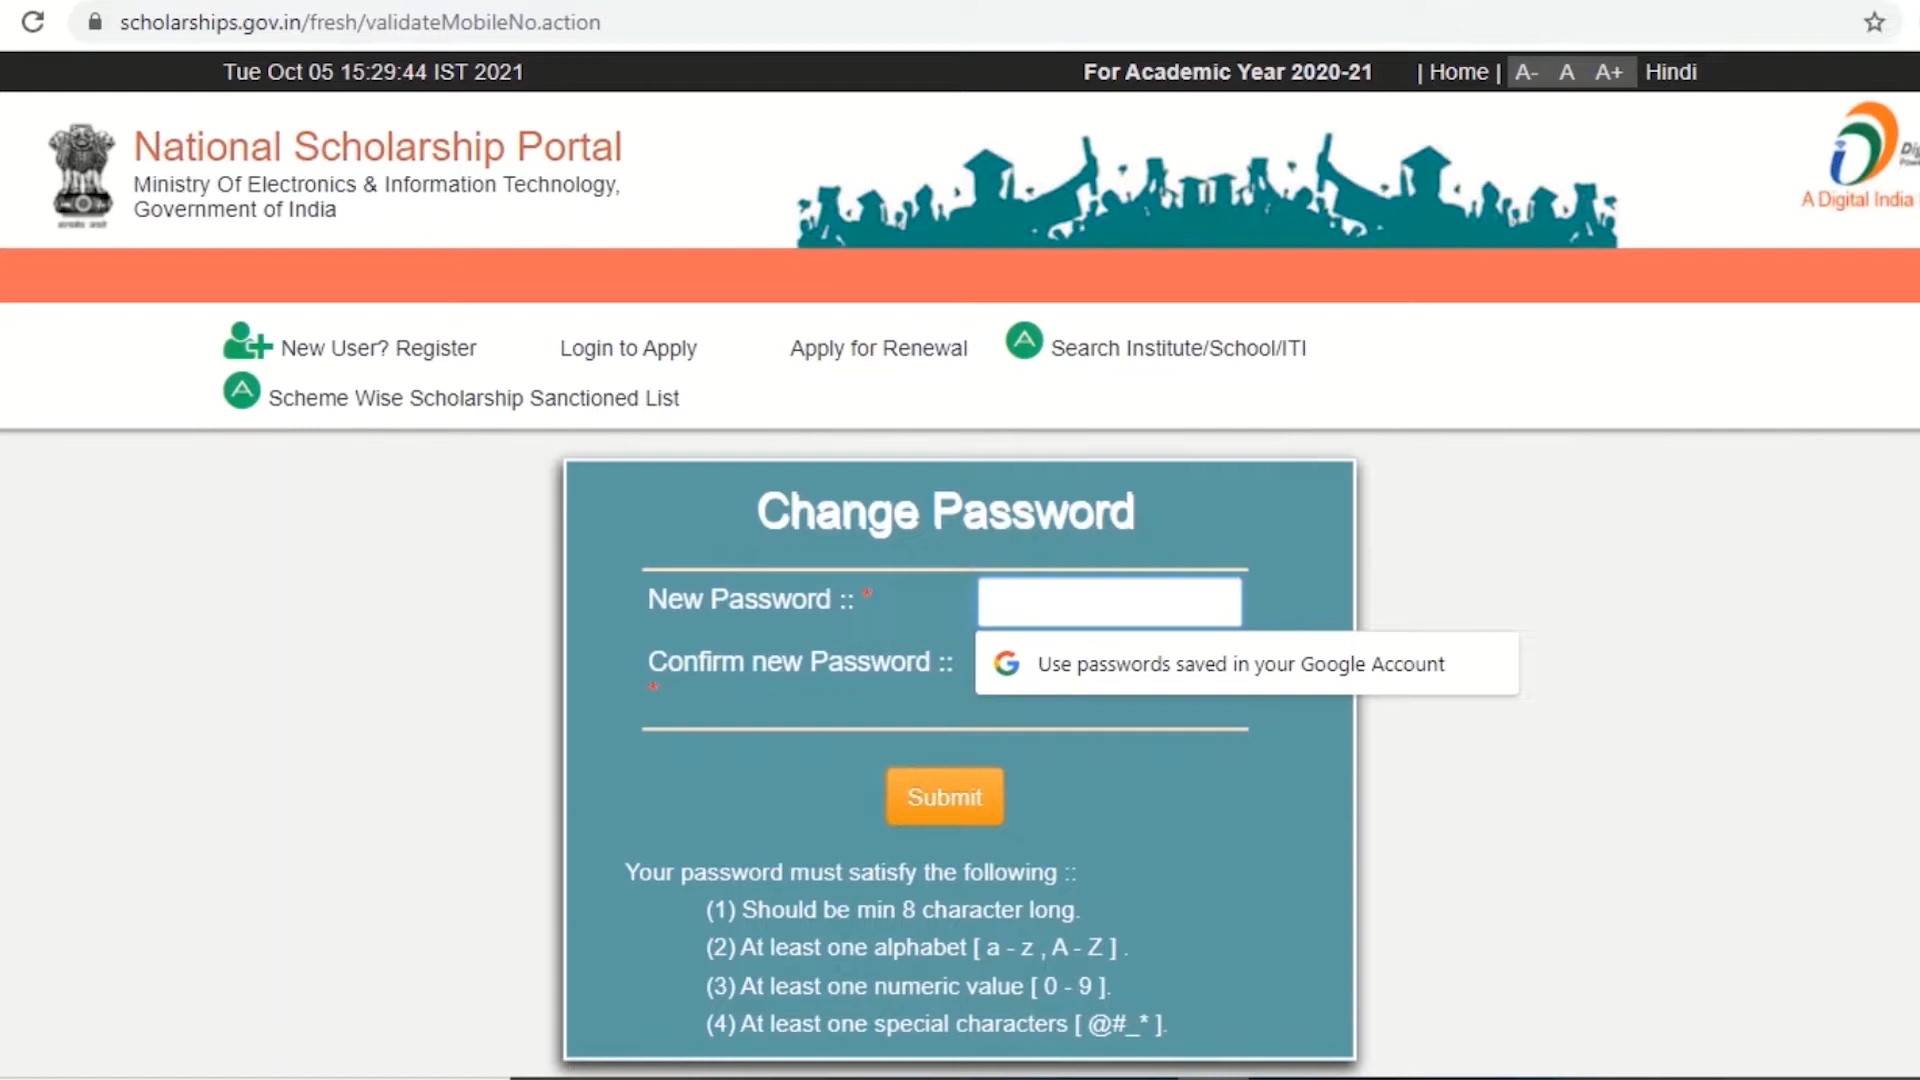 scholarships.gov.in/fresh/validateMobileNo.action
Tue Oct 05 15:29:44 IST 2021 For Academic Year 2020-21 | Home | A- A A+ Hindi
National Scholarship Portal
Ministry Of Electronics & Information Technology,
Government of India
A Digital India
New User? Register Login to Apply Apply for Renewal Search Institute/School/ITI
Scheme Wise Scholarship Sanctioned List
Change Password
New Password :: *
Confirm new Password ::
*
Use passwords saved in your Google Account
Submit
Your password must satisfy the following ::
(1) Should be min 8 character long.
(2) At least one alphabet [ a - z , A - Z ] .
(3) At least one numeric value [ 0 - 9 ].
(4) At least one special characters [ @#_* ].